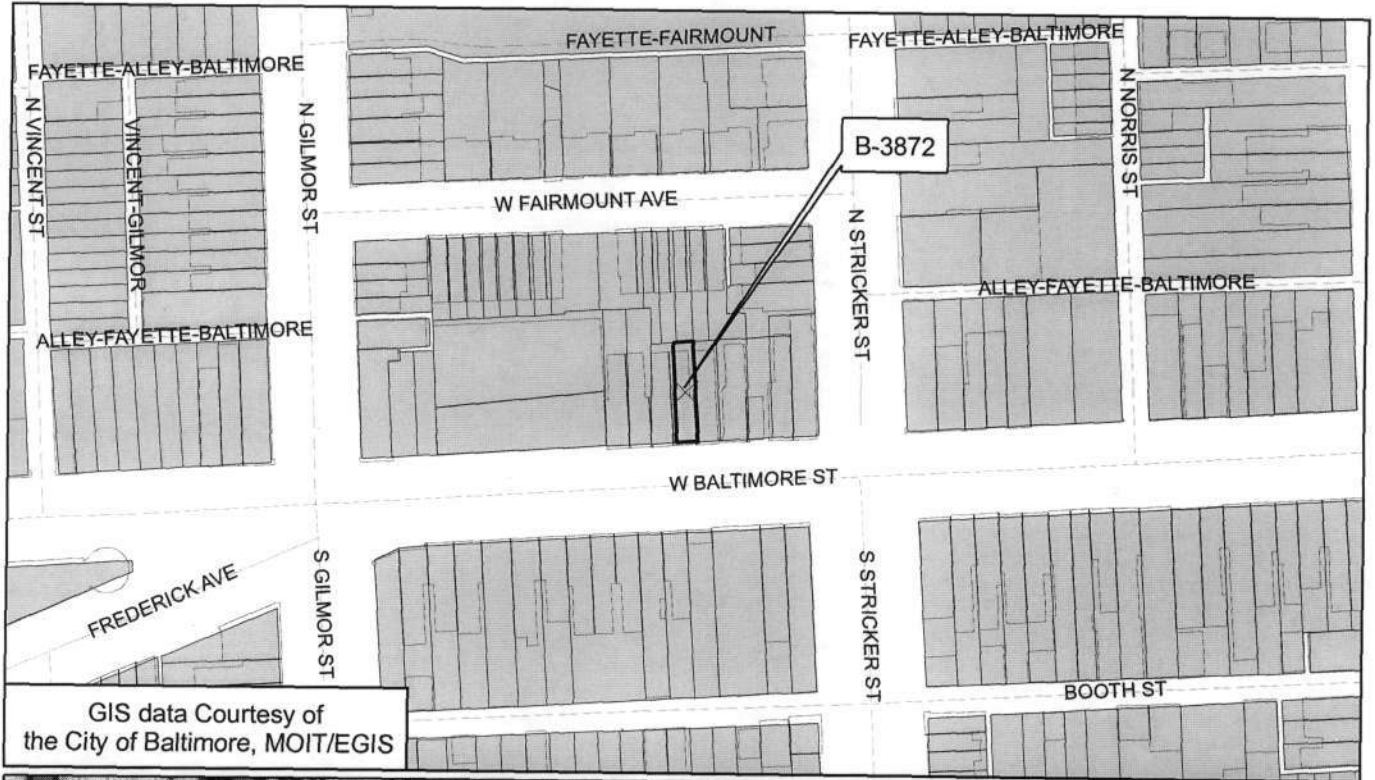 FAYETTE-FAIRMOUNT
FAYETTE-ALLEY-BALTIMORE
FAYETTE-ALLEY-BALTIMORE
N VINCENT ST
VINCENT-GILMOR
N GILMOR ST
N NORRIS ST
B-3872
W FAIRMOUNT AVE
N STRICKER ST
ALLEY-FAYETTE-BALTIMORE
ALLEY-FAYETTE-BALTIMORE
W BALTIMORE ST
FREDERICK AVE
S GILMOR ST
S STRICKER ST
BOOTH ST
GIS data Courtesy of
the City of Baltimore, MOIT/EGIS